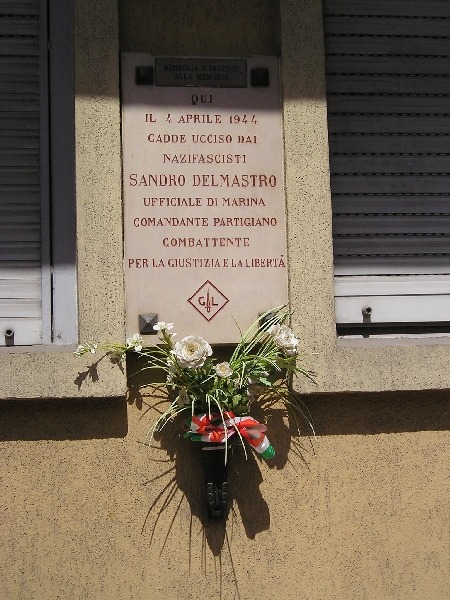 MEDAGLIA D'ARGENTO
ALLA MEMORIA
QUI
IL 4 APRILE 1944
CADDE UCCISO DAI
NAZIFASCISTI
SANDRO DELMASTRO
UFFICIALE DI MARINA
COMANDANTE PARTIGIANO
COMBATTENTE
PER LA GIUSTIZIA E LA LIBERTÀ
G L